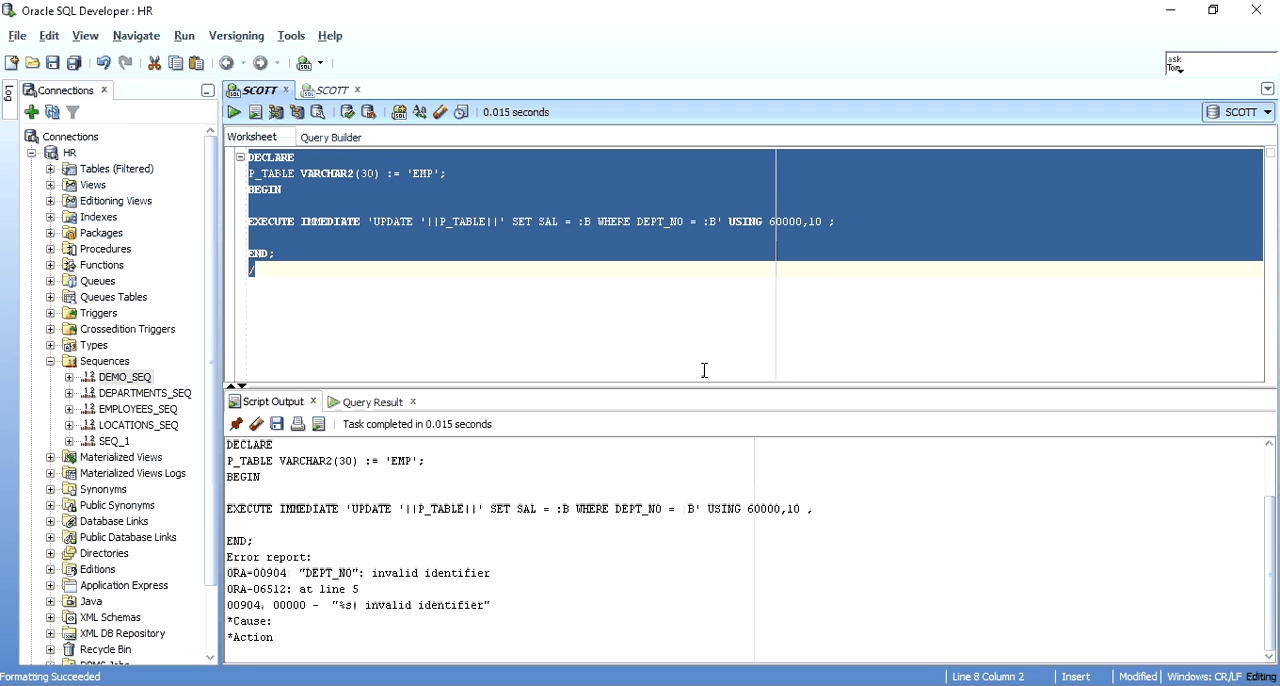 Oracle SQL Developer : HR
File Edit View Navigate Run Versioning Tools Help
ask
Tom
Log
Connections
SCOTT
SCOTT
0.015 seconds
SCOTT
Worksheet Query Builder
Connections
HR
Tables (Filtered)
Views
Editioning Views
Indexes
Packages
Procedures
Functions
Queues
Queues Tables
Triggers
Crossedition Triggers
Types
Sequences
DEMO_SEQ
DEPARTMENTS_SEQ
EMPLOYEES_SEQ
LOCATIONS_SEQ
SEQ_1
Materialized Views
Materialized Views Logs
Synonyms
Public Synonyms
Database Links
Public Database Links
Directories
Editions
Application Express
Java
XML Schemas
XML DB Repository
Recycle Bin
DECLARE
P_TABLE VARCHAR2(30) := 'EMP';
BEGIN
EXECUTE IMMEDIATE 'UPDATE '||P_TABLE||' SET SAL = :B WHERE DEPT_NO = :B' USING 60000,10 ;
END;
/
Script Output Query Result
Task completed in 0.015 seconds
DECLARE
P_TABLE VARCHAR2(30) := 'EMP';
BEGIN
EXECUTE IMMEDIATE 'UPDATE '||P_TABLE||' SET SAL = :B WHERE DEPT_NO = B' USING 60000,10 ,
END;
Error report:
ORA-00904 "DEPT_NO": invalid identifier
ORA-06512: at line 5
00904. 00000 - "%s: invalid identifier"
*Cause:
*Action
Formatting Succeeded
Line 8 Column 2 Insert Modified Windows: CR/LF Editing